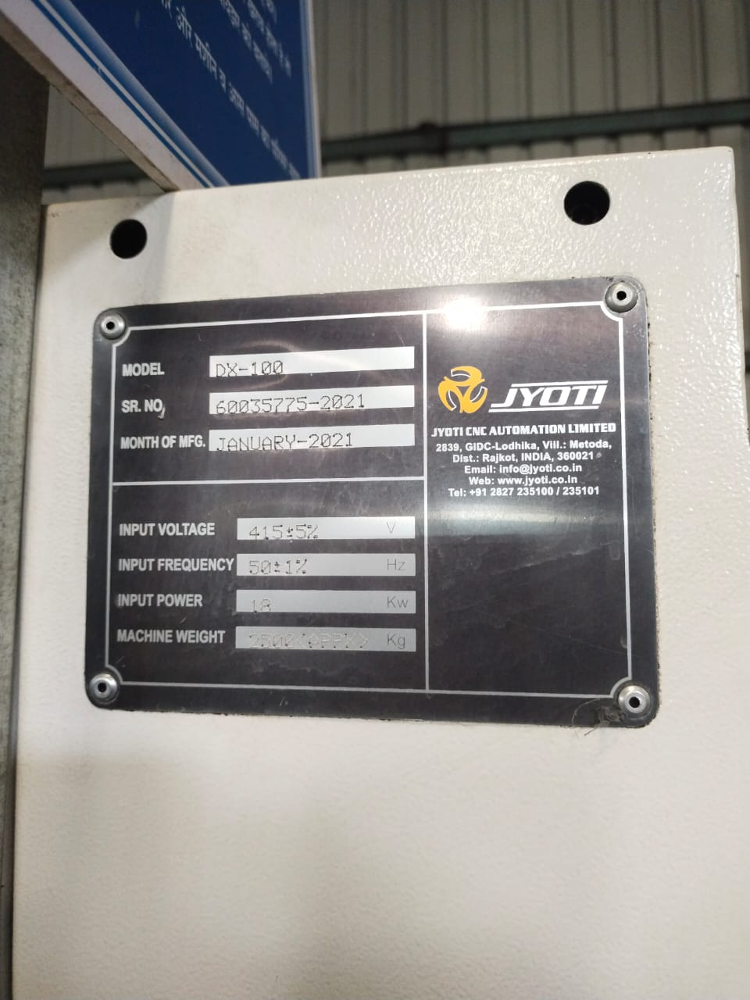 और मशीन व आस पास का
MODEL DX-100
SR. NO. 60035775-2021
MONTH OF MFG. JANUARY-2021
INPUT VOLTAGE 415±5% V
INPUT FREQUENCY 50±1% Hz
INPUT POWER 18 Kw
MACHINE WEIGHT 2500 Kg
JYOTI
JYOTI CNC AUTOMATION LIMITED
2839, GIDC-Lodhika, Vill.: Metoda,
Dist.: Rajkot, INDIA, 360021
Email: info@jyoti.co.in
Web: www.jyoti.co.in
Tel: +91 2827 235100 / 235101